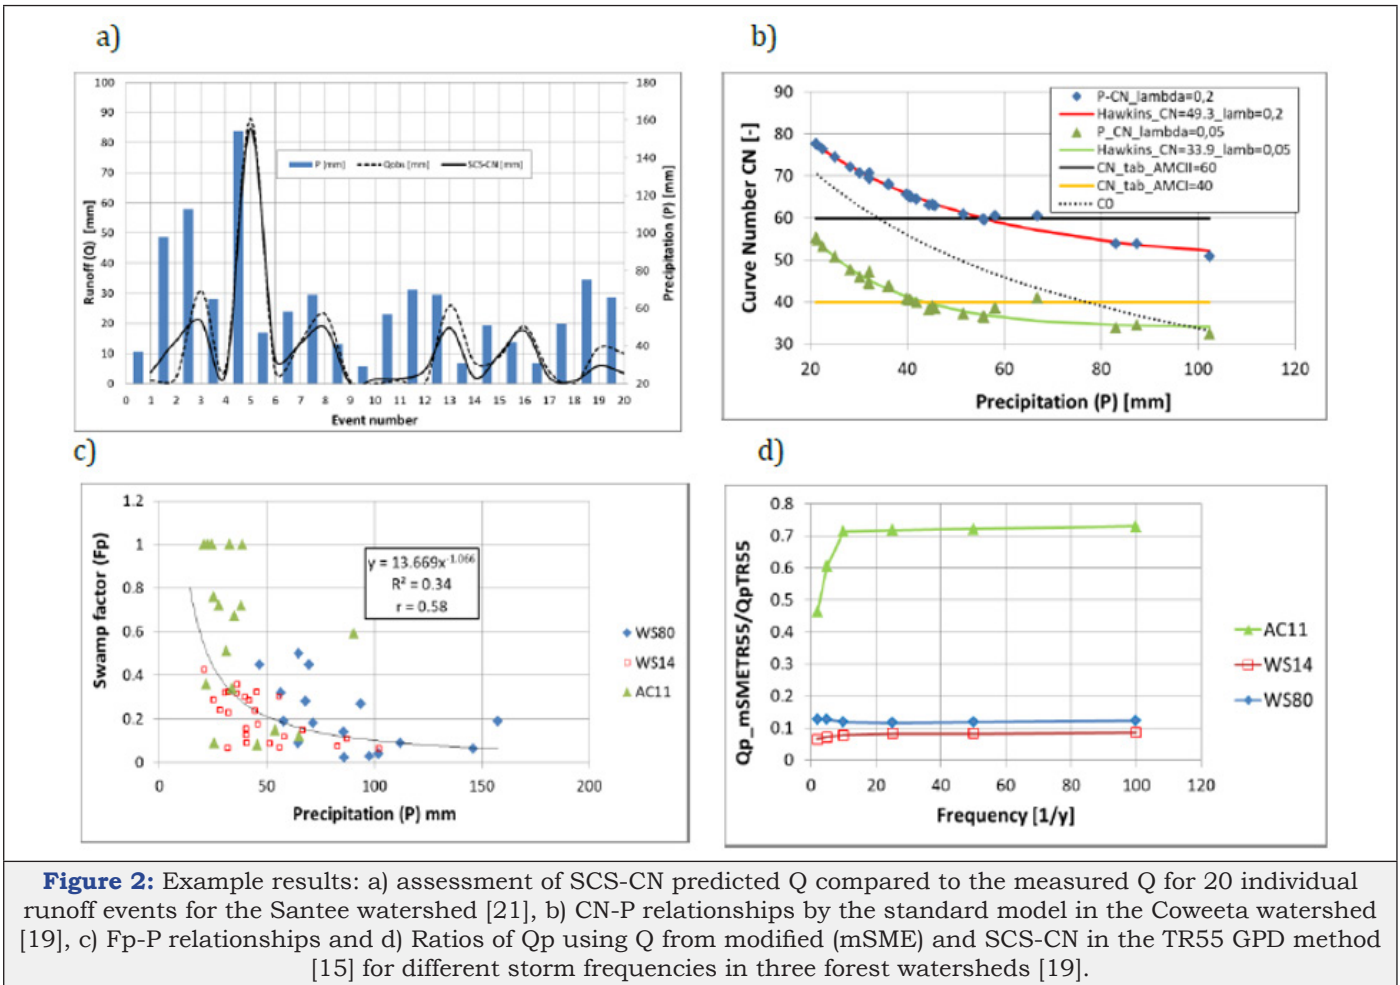 a)
100
90
80
70
60
50
40
30
20
10
0
Runoff (Q) [mm]
P [mm]
Qobs [mm]
SCS-CN [mm]
180
160
140
120
100
80
60
40
20
Precipitation (P) [mm]
0 1 2 3 4 5 6 7 8 9 10 11 12 13 14 15 16 17 18 19 20
Event number
b)
90
80
70
60
50
40
30
Curve Number CN [-]
P-CN_lambda=0,2
Hawkins_CN=49.3_lamb=0,2
P_CN_lambda=0,05
Hawkins_CN=33.9_lamb=0,05
CN_tab_AMCII=60
CN_tab_AMCI=40
C0
20 40 60 80 100 120
Precipitation (P) [mm]
c)
1.2
1
0.8
0.6
0.4
0.2
0
Swamp factor (Fp)
y = 13.669x-1.066
R² = 0.34
r = 0.58
WS80
WS14
AC11
0 50 100 150 200
Precipitation (P) mm
d)
0.8
0.7
0.6
0.5
0.4
0.3
0.2
0.1
0
Qp_mSMETR55/QpTR55
AC11
WS14
WS80
0 20 40 60 80 100 120
Frequency [1/y]
Figure 2: Example results: a) assessment of SCS-CN predicted Q compared to the measured Q for 20 individual
runoff events for the Santee watershed [21], b) CN-P relationships by the standard model in the Coweeta watershed
[19], c) Fp-P relationships and d) Ratios of Qp using Q from modified (mSME) and SCS-CN in the TR55 GPD method
[15] for different storm frequencies in three forest watersheds [19].